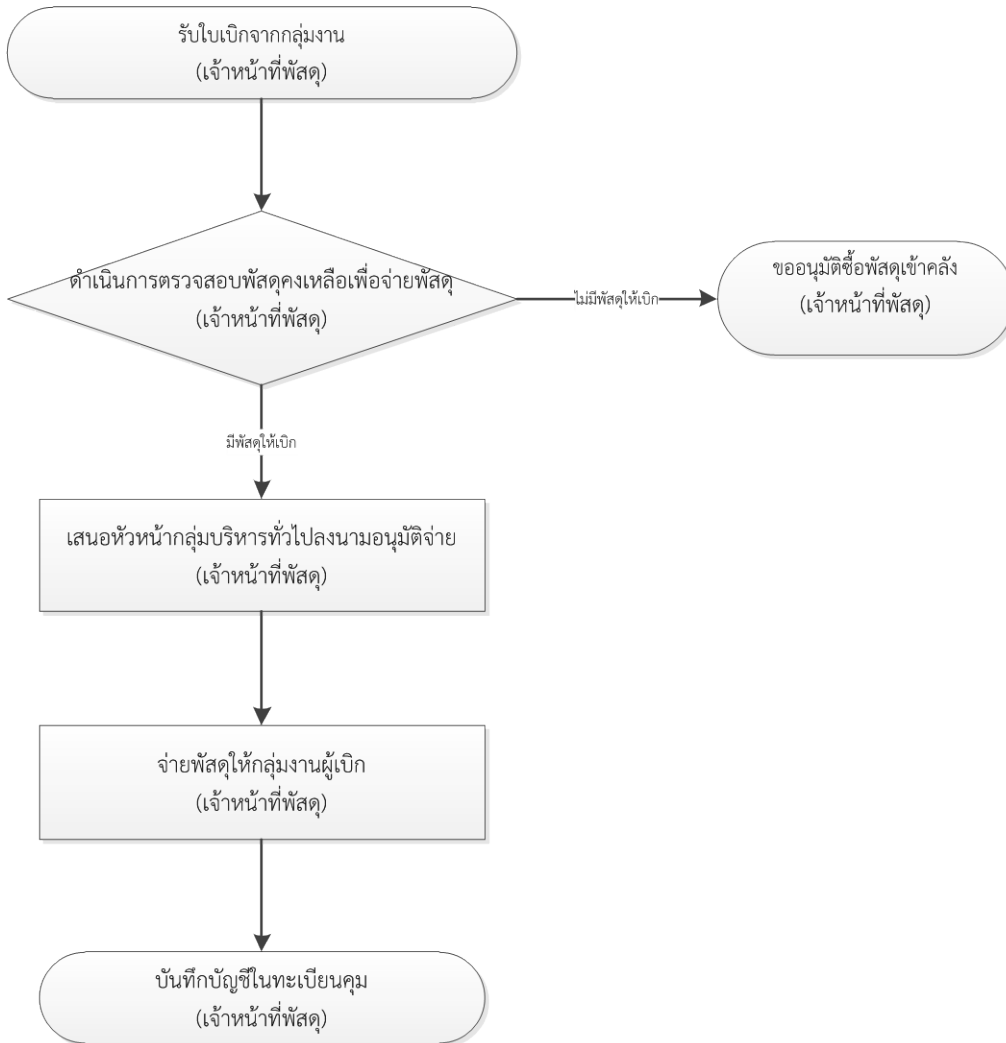 รับใบเบิกจากกลุ่มงาน
(เจ้าหน้าที่พัสดุ)
ดำเนินการตรวจสอบพัสดุคงเหลือเพื่อจ่ายพัสดุ
(เจ้าหน้าที่พัสดุ)
ไม่มีพัสดุให้เบิก
ขออนุมัติซื้อพัสดุเข้าคลัง
(เจ้าหน้าที่พัสดุ)
มีพัสดุให้เบิก
เสนอหัวหน้ากลุ่มบริหารทั่วไปลงนามอนุมัติจ่าย
(เจ้าหน้าที่พัสดุ)
จ่ายพัสดุให้กลุ่มงานผู้เบิก
(เจ้าหน้าที่พัสดุ)
บันทึกบัญชีในทะเบียนคุม
(เจ้าหน้าที่พัสดุ)